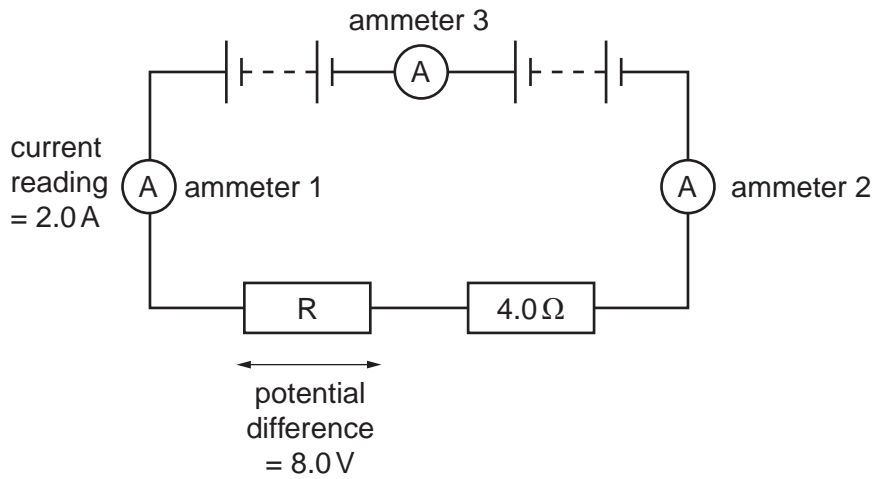 ammeter 3
A
current
reading
= 2.0 A
A
ammeter 1
A
ammeter 2
R
4.0 Ω
potential
difference
= 8.0 V